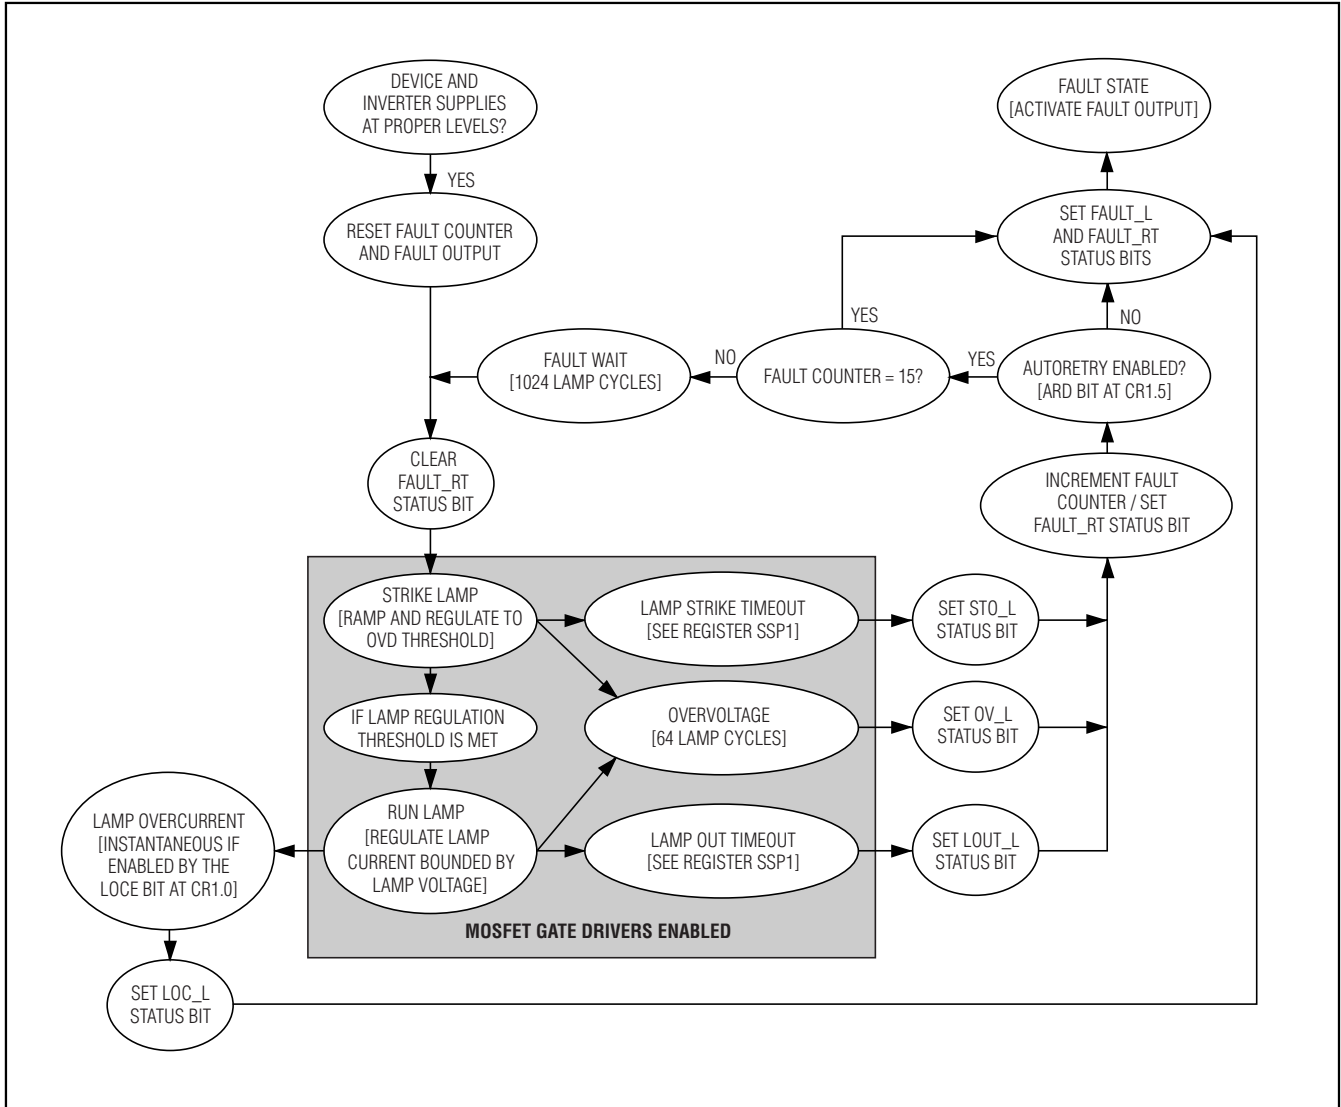 DEVICE AND
INVERTER SUPPLIES
AT PROPER LEVELS?
YES
RESET FAULT COUNTER
AND FAULT OUTPUT
FAULT STATE
[ACTIVATE FAULT OUTPUT]
SET FAULT_L
AND FAULT_RT
STATUS BITS
YES
NO
FAULT WAIT
[1024 LAMP CYCLES]
NO
FAULT COUNTER = 15?
YES
AUTORETRY ENABLED?
[ARD BIT AT CR1.5]
CLEAR
FAULT_RT
STATUS BIT
INCREMENT FAULT
COUNTER / SET
FAULT_RT STATUS BIT
STRIKE LAMP
[RAMP AND REGULATE TO
OVD THRESHOLD]
LAMP STRIKE TIMEOUT
[SEE REGISTER SSP1]
SET STO_L
STATUS BIT
IF LAMP REGULATION
THRESHOLD IS MET
OVERVOLTAGE
[64 LAMP CYCLES]
SET OV_L
STATUS BIT
LAMP OVERCURRENT
[INSTANTANEOUS IF
ENABLED BY THE
LOCE BIT AT CR1.0]
RUN LAMP
[REGULATE LAMP
CURRENT BOUNDED BY
LAMP VOLTAGE]
LAMP OUT TIMEOUT
[SEE REGISTER SSP1]
SET LOUT_L
STATUS BIT
MOSFET GATE DRIVERS ENABLED
SET LOC_L
STATUS BIT